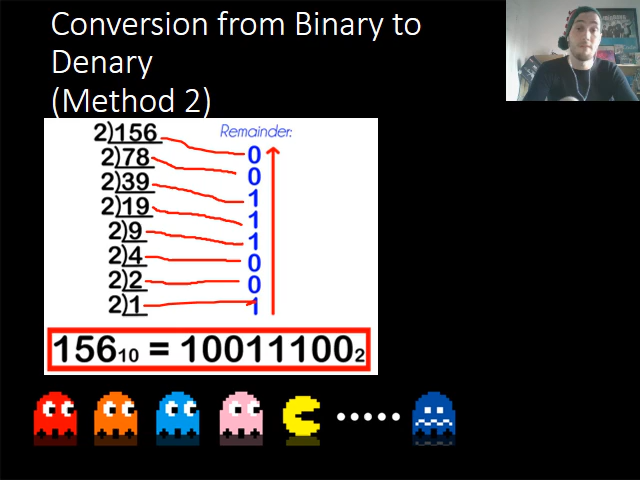 Conversion from Binary to
Denary
(Method 2)
2)156 Remainder:
2)78 0
2)39 0
2)19 1
2)9 1
2)4 1
2)2 0
2)1 0
1
156₁₀ = 10011100₂